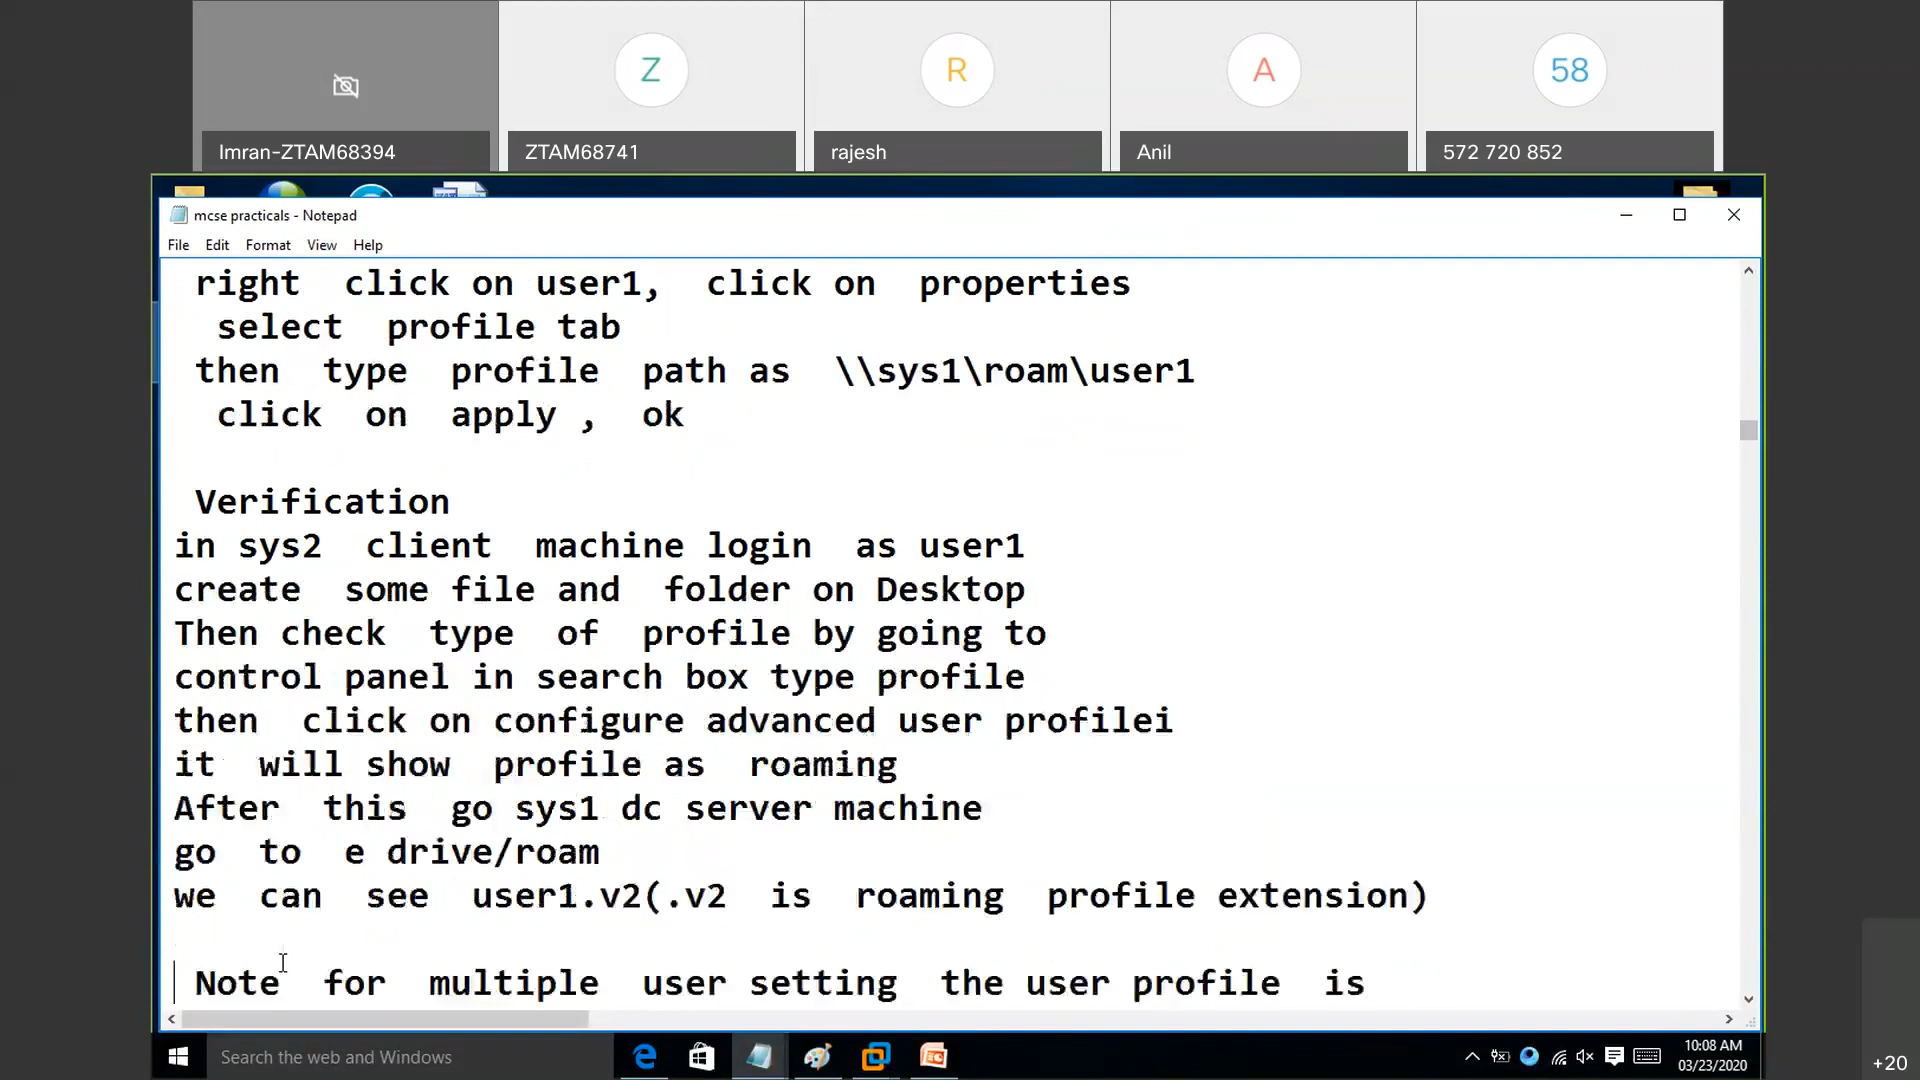 Z
R
A
58
Imran-ZTAM68394
ZTAM68741
rajesh
Anil
572 720 852
mcse practicals - Notepad
File Edit Format View Help
right click on user1, click on properties
select profile tab
then type profile path as \\sys1\roam\user1
click on apply , ok
Verification
in sys2 client machine login as user1
create some file and folder on Desktop
Then check type of profile by going to
control panel in search box type profile
then click on configure advanced user profilei
it will show profile as roaming
After this go sys1 dc server machine
go to e drive/roam
we can see user1.v2(.v2 is roaming profile extension)
Note for multiple user setting the user profile is
Search the web and Windows
10:08 AM
03/23/2020
+20